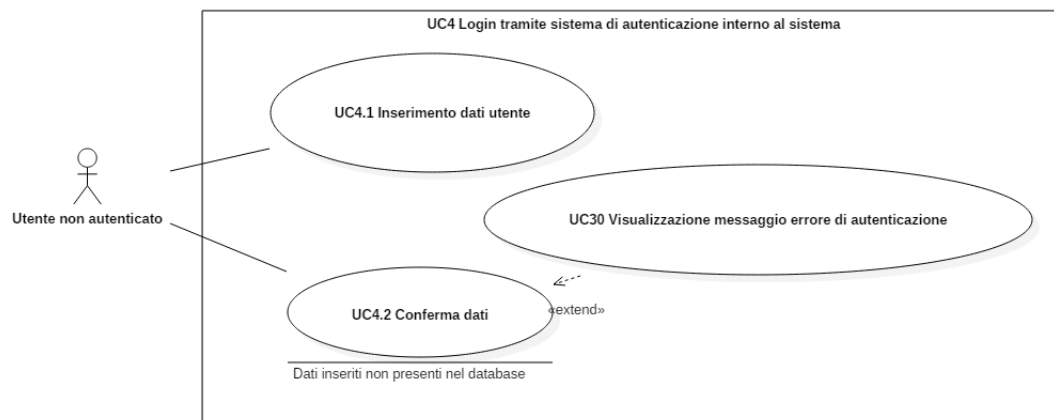 UC4 Login tramite sistema di autenticazione interno al sistema
UC4.1 Inserimento dati utente
Utente non autenticato
UC30 Visualizzazione messaggio errore di autenticazione
UC4.2 Conferma dati
«extend»
Dati inseriti non presenti nel database